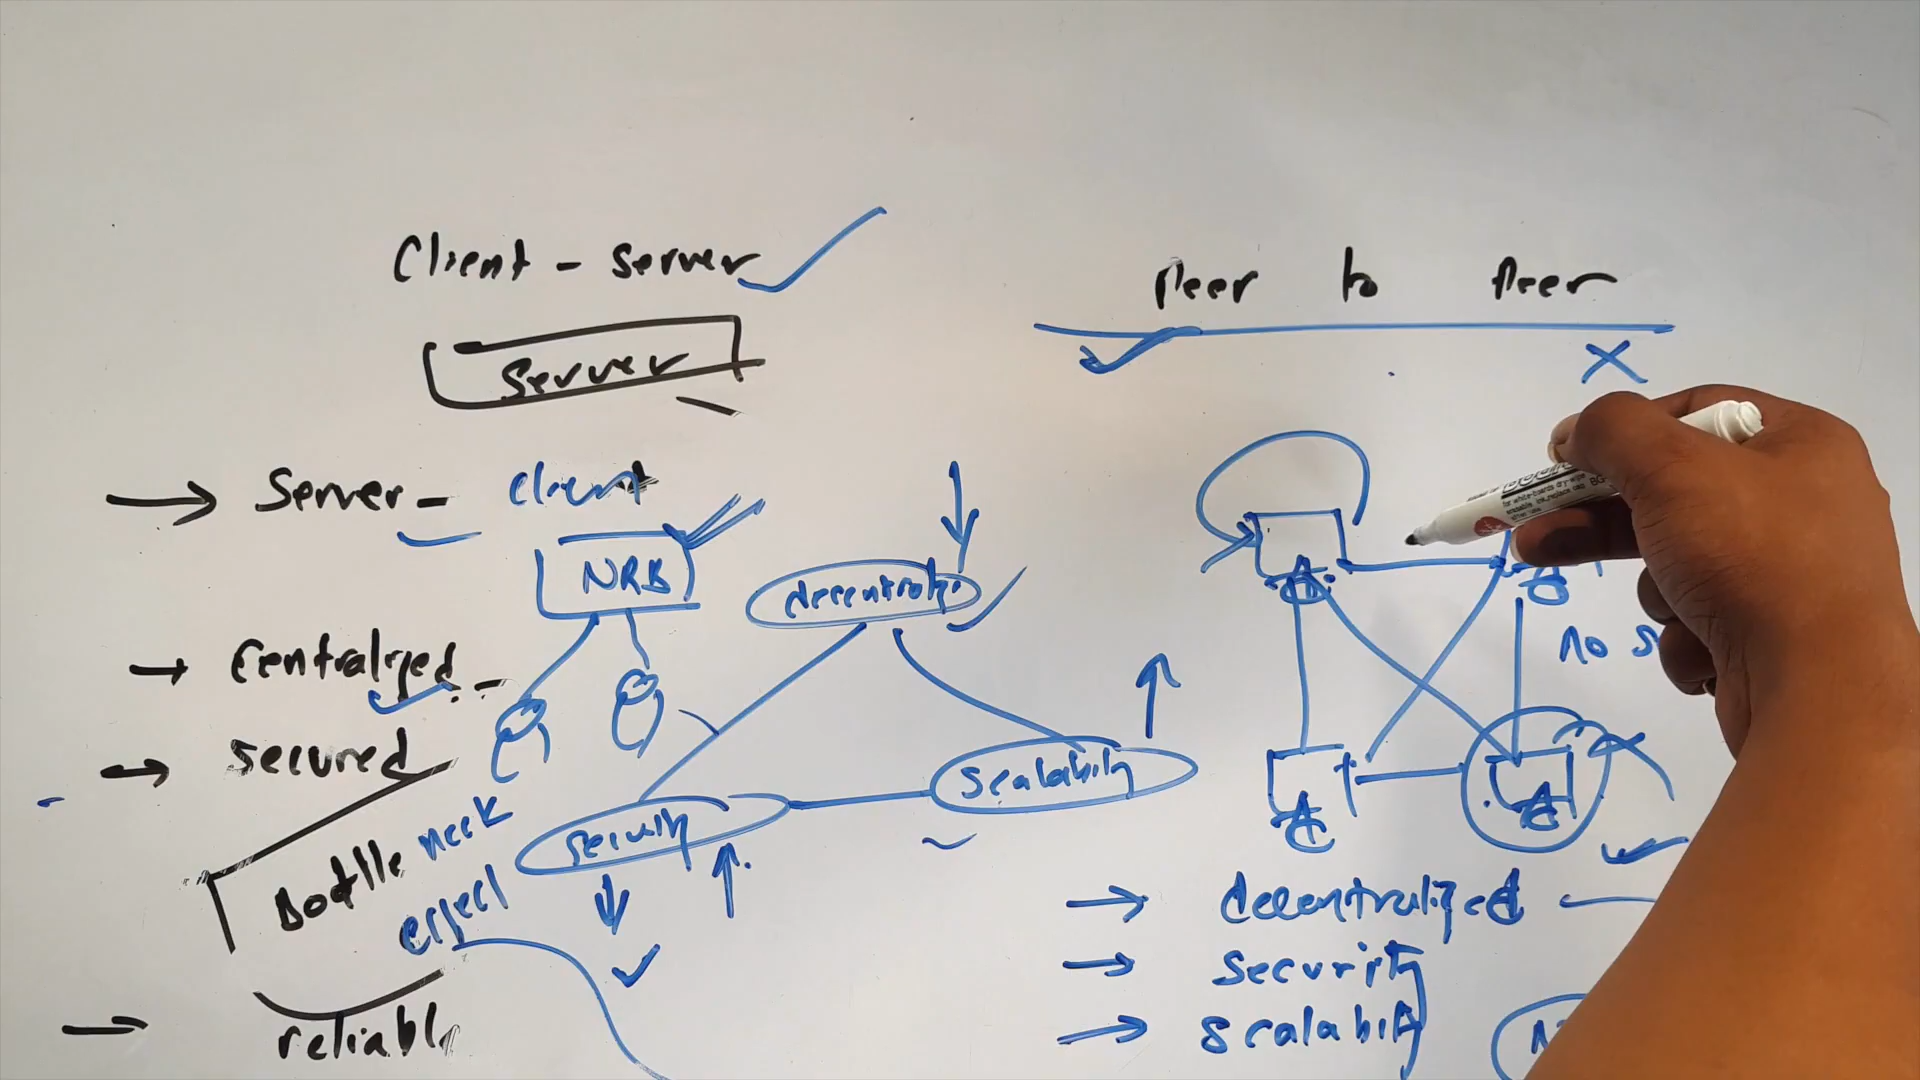 Client - server
Server
Server - client
NRB
Centralized
secured
Bottle neck
effect
reliable
decentralize
scalability
security
Peer to Peer
no s
decentralized
security
scalability